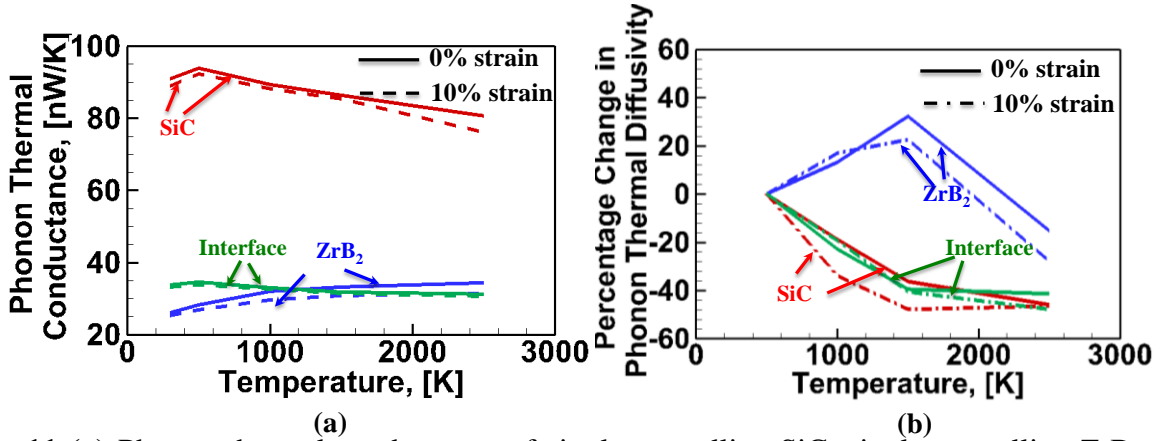 Phonon Thermal
Conductance, [nW/K]
100
80
60
40
20
0% strain
10% strain
SiC
Interface
ZrB2
0
1000
2000
3000
Temperature, [K]
(a)
Percentage Change in
Phonon Thermal Diffusivity
60
40
20
0
-20
-40
-60
0% strain
10% strain
ZrB2
Interface
SiC
0
1000
2000
3000
Temperature, [K]
(b)